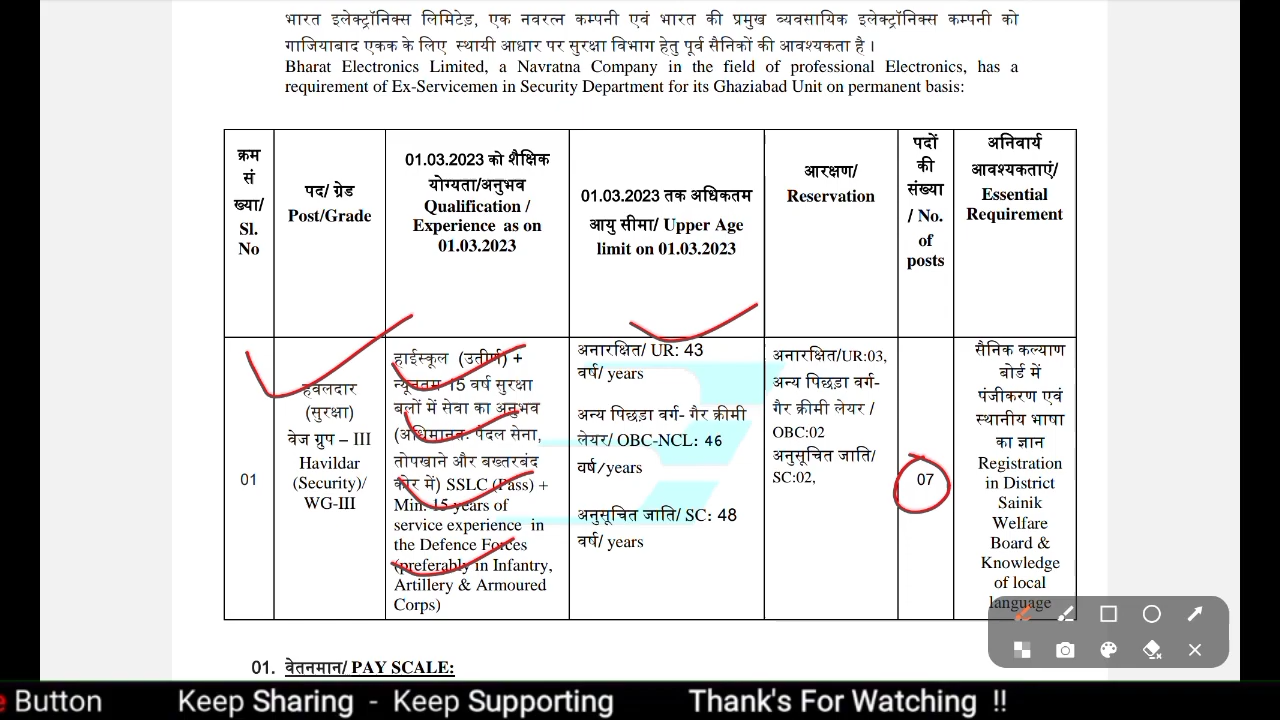 भारत इलेक्ट्रॉनिक्स लिमिटेड, एक नवरत्न कम्पनी एवं भारत की प्रमुख व्यवसायिक इलेक्ट्रॉनिक्स कम्पनी को
गाजियाबाद एकक के लिए स्थायी आधार पर सुरक्षा विभाग हेतु पूर्व सैनिकों की आवश्यकता है।
Bharat Electronics Limited, a Navratna Company in the field of professional Electronics, has a
requirement of Ex-Servicemen in Security Department for its Ghaziabad Unit on permanent basis:
क्रम
सं
ख्या/
Sl.
No
पद/ ग्रेड
Post/Grade
01.03.2023 को शैक्षिक
योग्यता/अनुभव
Qualification /
Experience as on
01.03.2023
01.03.2023 तक अधिकतम
आयु सीमा/ Upper Age
limit on 01.03.2023
आरक्षण/
Reservation
पदों
की
संख्या
/ No.
of
posts
अनिवार्य
आवश्यकताएं/
Essential
Requirement
01
हवलदार
(सुरक्षा)
वेज ग्रुप – III
Havildar
(Security)/
WG-III
हाईस्कूल (उतीर्ण) +
न्यूनतम 15 वर्ष सुरक्षा
बलों में सेवा का अनुभव
(अधिमानत: पैदल सेना,
तोपखाने और बख्तरबंद
कोर में) SSLC (Pass) +
Min. 15 years of
service experience in
the Defence Forces
(preferably in Infantry,
Artillery & Armoured
Corps)
अनारक्षित/ UR: 43
वर्ष/ years
अन्य पिछड़ा वर्ग- गैर क्रीमी
लेयर/ OBC-NCL: 46
वर्ष/years
अनुसूचित जाति/ SC: 48
वर्ष/ years
अनारक्षित/UR:03,
अन्य पिछड़ा वर्ग-
गैर क्रीमी लेयर /
OBC:02
अनुसूचित जाति/
SC:02,
07
सैनिक कल्याण
बोर्ड में
पंजीकरण एवं
स्थानीय भाषा
का ज्ञान
Registration
in District
Sainik
Welfare
Board &
Knowledge
of local
language
01. वेतनमान/ PAY SCALE:
e Button Keep Sharing - Keep Supporting Thank's For Watching !!